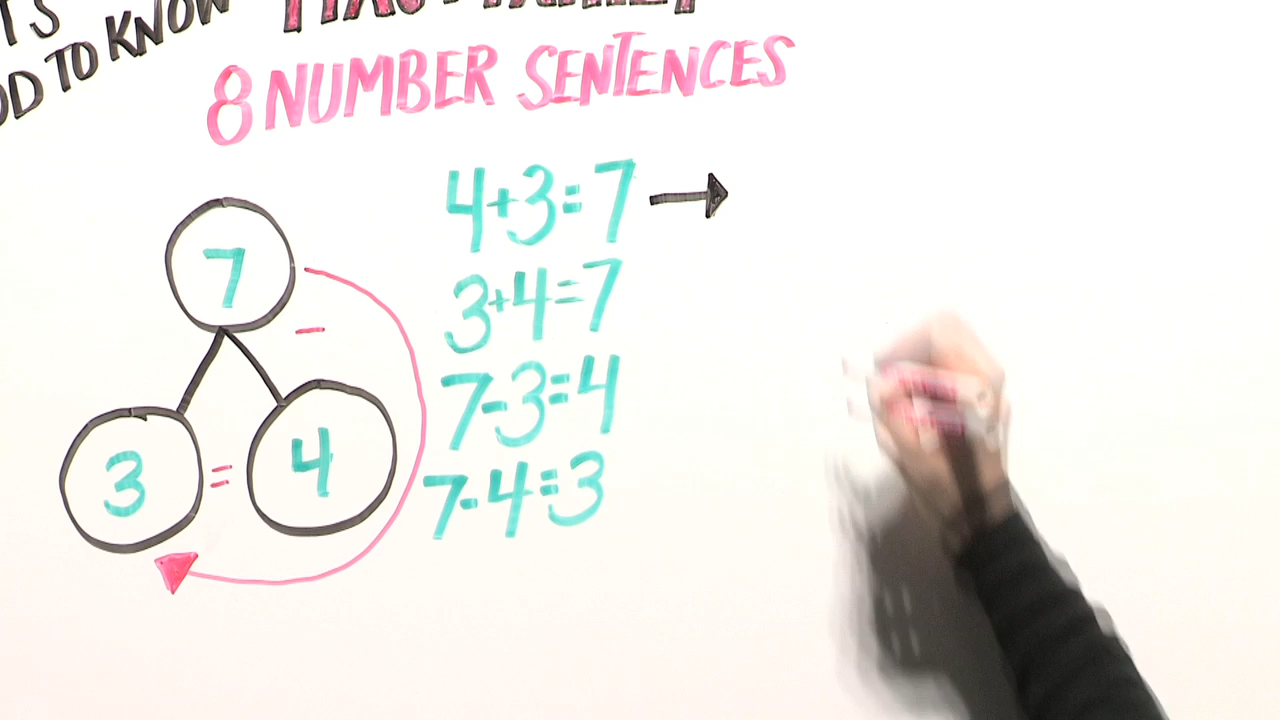 TO KNOW
8 NUMBER SENTENCES
4+3=7 →
3+4=7
7-3=4
7-4=3
7
-
3 = 4